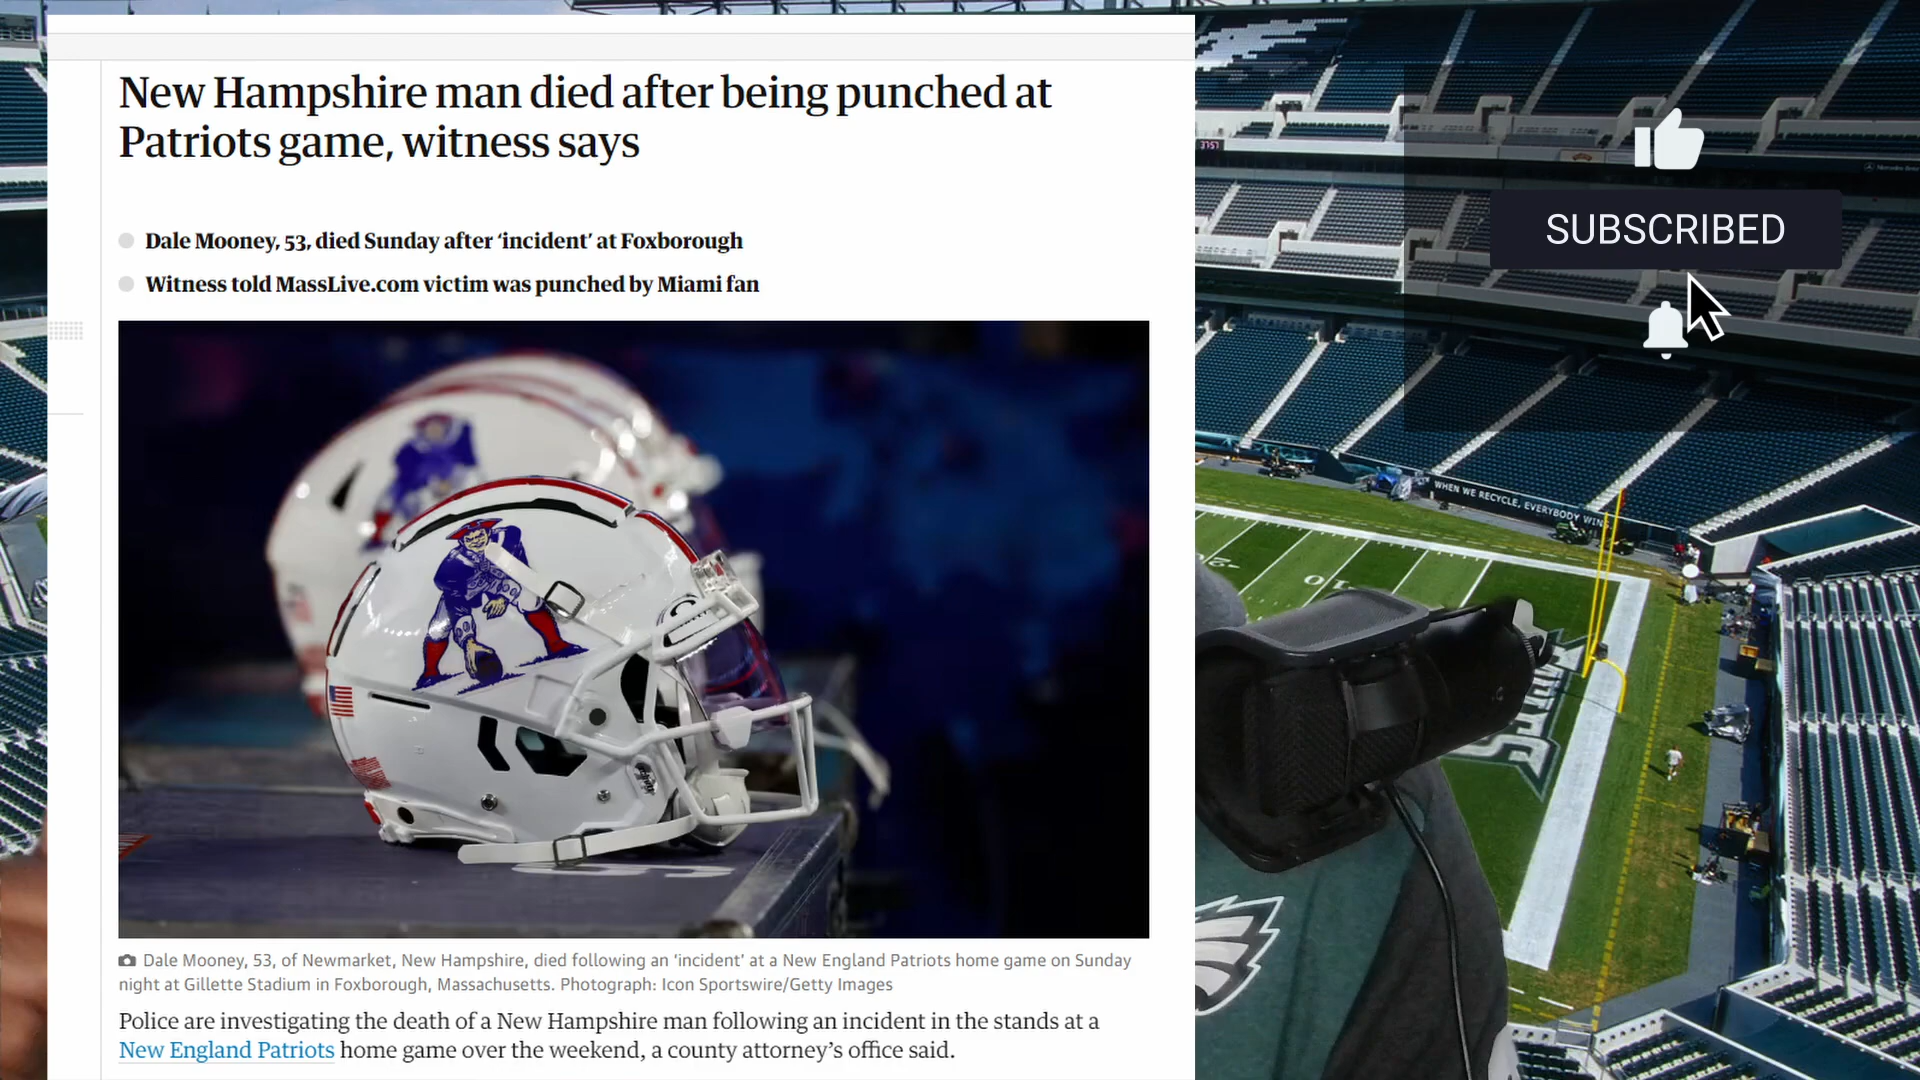 New Hampshire man died after being punched at
Patriots game, witness says
Dale Mooney, 53, died Sunday after ‘incident’ at Foxborough
Witness told MassLive.com victim was punched by Miami fan
Dale Mooney, 53, of Newmarket, New Hampshire, died following an ‘incident’ at a New England Patriots home game on Sunday
night at Gillette Stadium in Foxborough, Massachusetts. Photograph: Icon Sportswire/Getty Images
Police are investigating the death of a New Hampshire man following an incident in the stands at a
New England Patriots home game over the weekend, a county attorney’s office said.
SUBSCRIBED
WHEN WE RECYCLE, EVERYBODY WINS
10